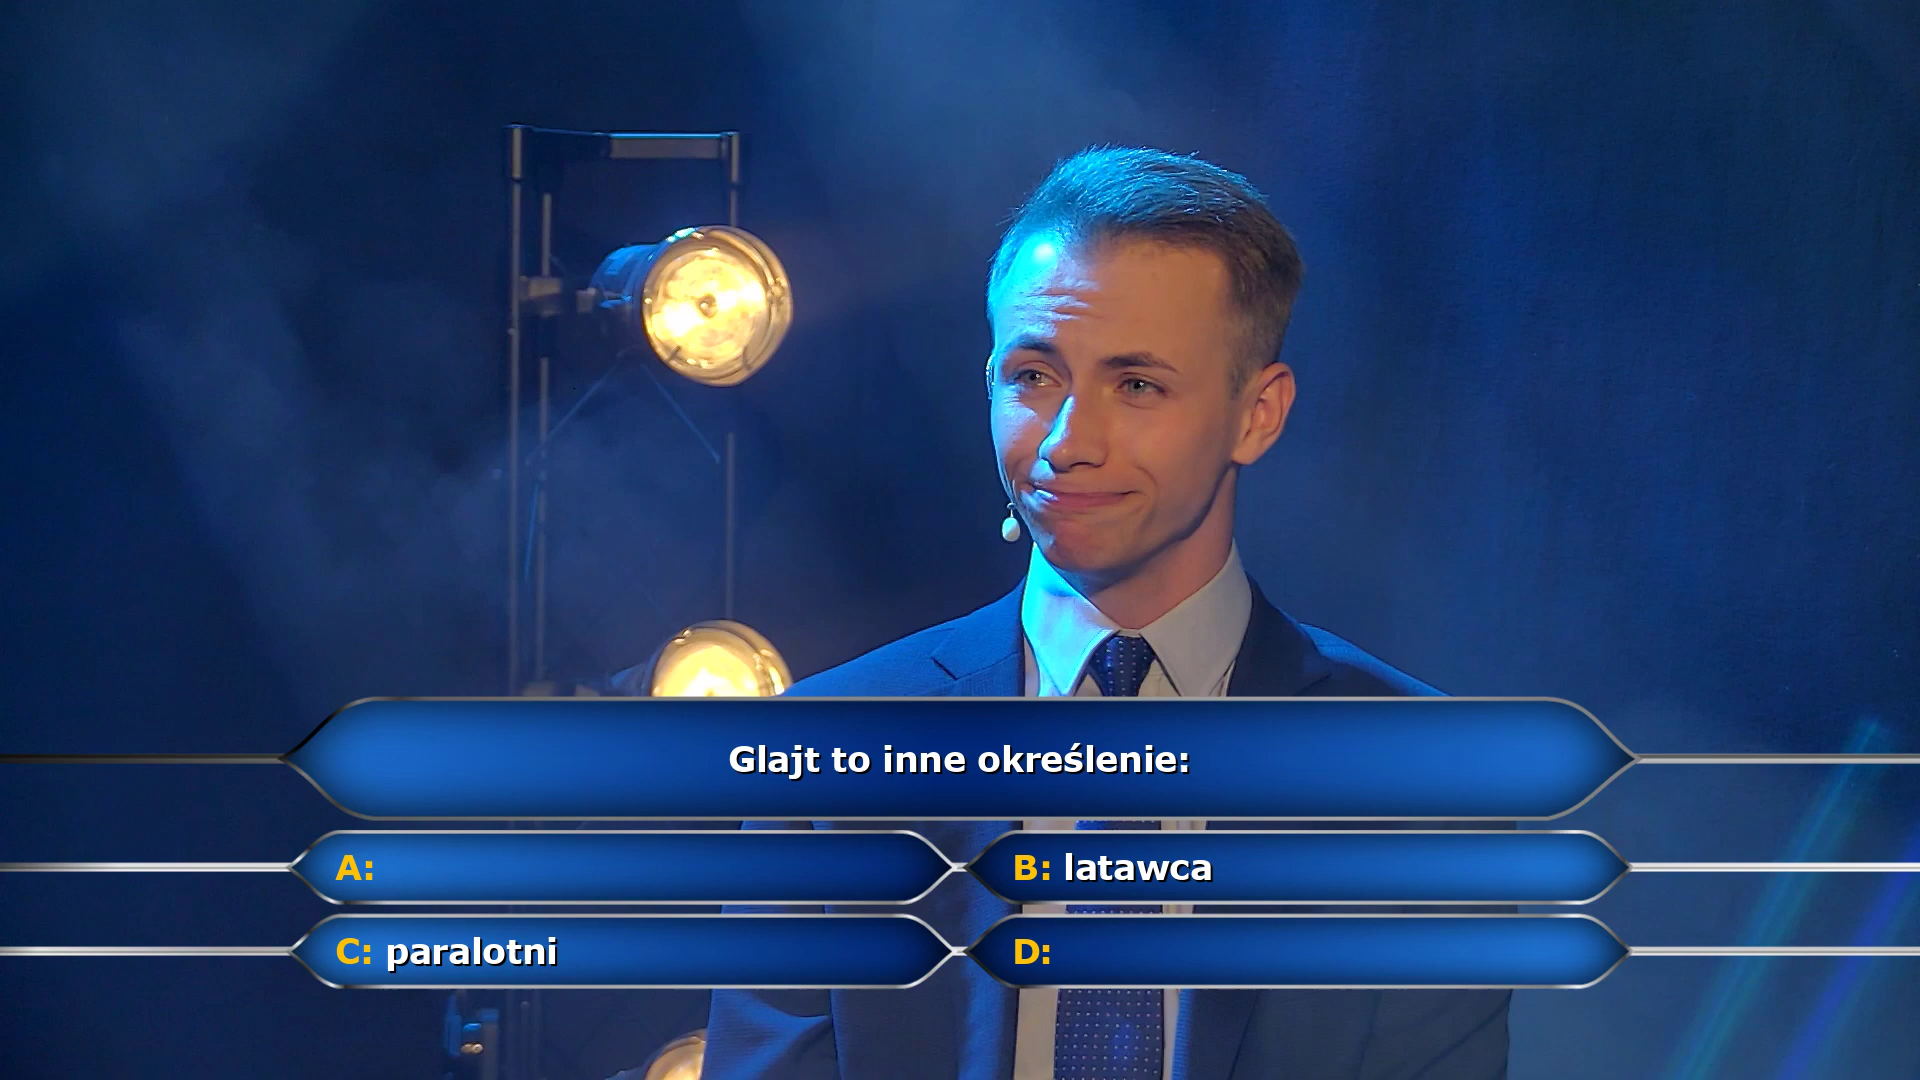 Glajt to inne określenie:
A:
B: latawca
C: paralotni
D: